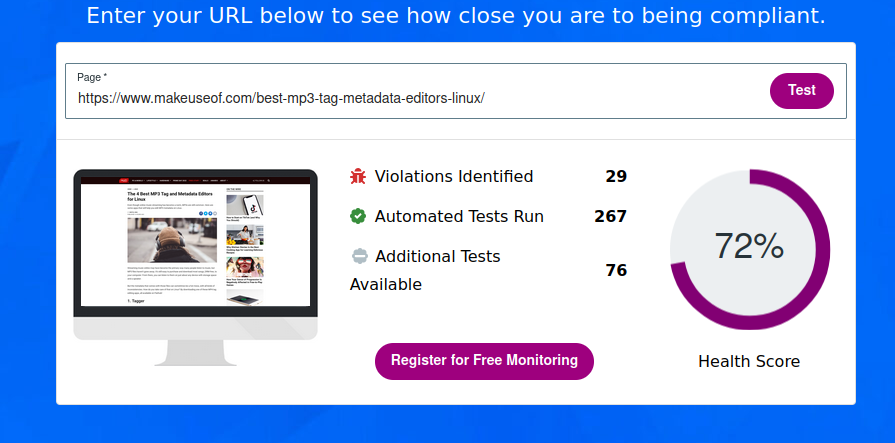 Enter your URL below to see how close you are to being compliant.
Page *
https://www.makeuseof.com/best-mp3-tag-metadata-editors-linux/
Test
The 4 Best MP3 Tag and Metadata Editors
for Linux
1. Tagger
Violations Identified 29
Automated Tests Run 267
Additional Tests
Available 76
Register for Free Monitoring
72%
Health Score